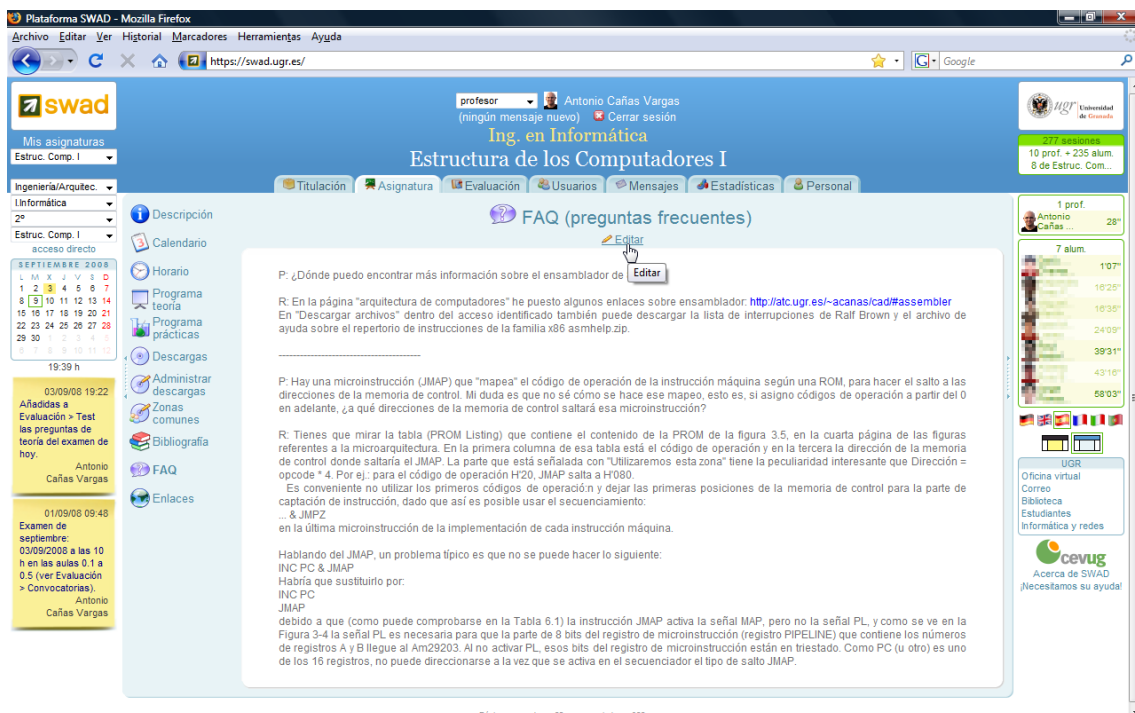 Plataforma SWAD - Mozilla Firefox
Archivo Editar Ver Historial Marcadores Herramientas Ayuda
https://swad.ugr.es/
G Google
swad
Mis asignaturas
Estruc. Comp. I
Ingeniería/Arquitec.
I.Informática
2º
Estruc. Comp. I
acceso directo
SEPTIEMBRE 2008
L M X J V S D
1 2 3 4 5 6 7
8 9 10 11 12 13 14
15 16 17 18 19 20 21
22 23 24 25 26 27 28
29 30 1 2 3 4 5
6 7 8 9 10 11 12
19:39 h
03/09/08 19:22
Añadidas a
Evaluación > Test
las preguntas de
teoría del examen de
hoy.
Antonio
Cañas Vargas
01/09/08 09:48
Examen de
septiembre:
03/09/2008 a las 10
h en las aulas 0.1 a
0.5 (ver Evaluación
> Convocatorias).
Antonio
Cañas Vargas
profesor Antonio Cañas Vargas
(ningún mensaje nuevo) Cerrar sesión
Ing. en Informática
Estructura de los Computadores I
Titulación Asignatura Evaluación Usuarios Mensajes Estadísticas Personal
Descripción
Calendario
Horario
Programa
teoría
Programa
prácticas
Descargas
Administrar
descargas
Zonas
comunes
Bibliografía
FAQ
Enlaces
FAQ (preguntas frecuentes)
Editar
Editar
P: ¿Dónde puedo encontrar más información sobre el ensamblador de
R: En la página "arquitectura de computadores" he puesto algunos enlaces sobre ensamblador: http://atc.ugr.es/~acanas/cad/#assembler
En "Descargar archivos" dentro del acceso identificado también puede descargar la lista de interrupciones de Ralf Brown y el archivo de
ayuda sobre el repertorio de instrucciones de la familia x86 asmhelp.zip.
----------------------------------------
P: Hay una microinstrucción (JMAP) que "mapea" el código de operación de la instrucción máquina según una ROM, para hacer el salto a las
direcciones de la memoria de control. Mi duda es que no sé cómo se hace ese mapeo, esto es, si asigno códigos de operación a partir del 0
en adelante, ¿a qué direcciones de la memoria de control saltará esa microinstrucción?
R: Tienes que mirar la tabla (PROM Listing) que contiene el contenido de la PROM de la figura 3.5, en la cuarta página de las figuras
referentes a la microarquitectura. En la primera columna de esa tabla está el código de operación y en la tercera la dirección de la memoria
de control donde saltaría el JMAP. La parte que está señalada con "Utilizaremos esta zona" tiene la peculiaridad interesante que Dirección =
opcode * 4. Por ej.: para el código de operación H'20, JMAP salta a H'080.
Es conveniente no utilizar los primeros códigos de operació:n y dejar las primeras posiciones de la memoria de control para la parte de
captación de instrucción, dado que así es posible usar el secuenciamiento:
... & JMPZ
en la última microinstrucción de la implementación de cada instrucción máquina.
Hablando del JMAP, un problema típico es que no se puede hacer lo siguiente:
INC PC & JMAP
Habría que sustituirlo por:
INC PC
JMAP
debido a que (como puede comprobarse en la Tabla 6.1) la instrucción JMAP activa la señal MAP, pero no la señal PL, y como se ve en la
Figura 3-4 la señal PL es necesaria para que la parte de 8 bits del registro de microinstrucción (registro PIPELINE) que contiene los números
de registros A y B llegue al Am29203. Al no activar PL, esos bits del registro de microinstrucción están en triestado. Como PC (u otro) es uno
de los 16 registros, no puede direccionarse a la vez que se activa en el secuenciador el tipo de salto JMAP.
ugr Universidad
de Granada
277 sesiones
10 prof. + 235 alum.
8 de Estruc. Com...
1 prof.
Antonio
Cañas ... 28"
7 alum.
1'07"
16'25"
16'35"
24'09"
39'31"
43'16"
58'03"
UGR
Oficina virtual
Correo
Biblioteca
Estudiantes
Informática y redes
cevug
Acerca de SWAD
¡Necesitamos su ayuda!